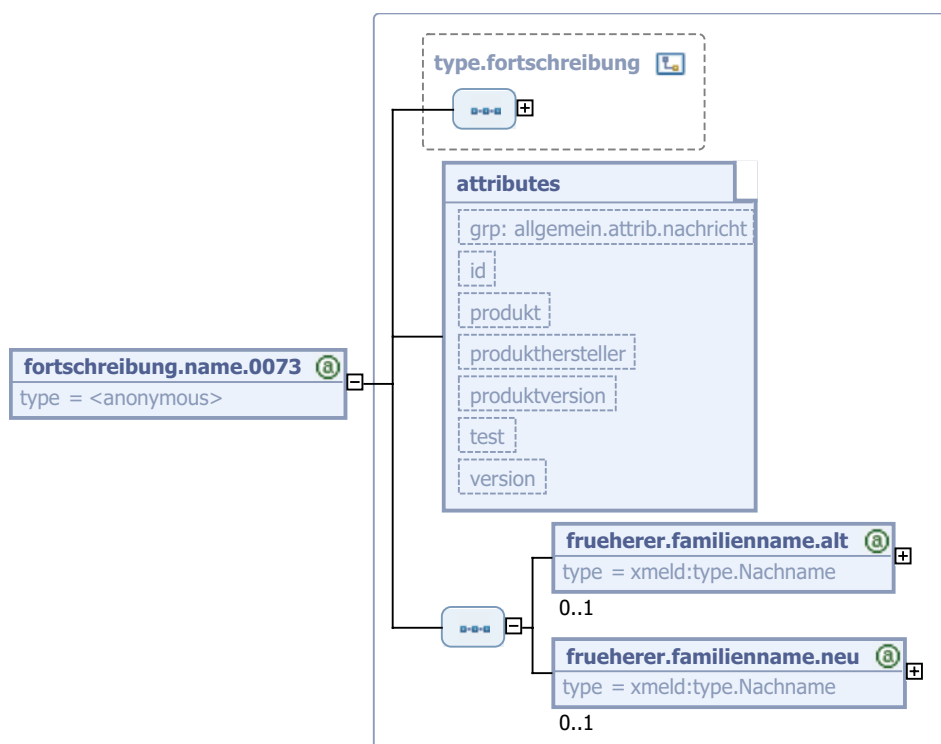 type.fortschreibung
attributes
grp: allgemein.attrib.nachricht
id
produkt
produkthersteller
produktversion
test
version
fortschreibung.name.0073 @
type = <anonymous>
frueherer.familienname.alt @
type = xmeld:type.Nachname
0..1
frueherer.familienname.neu @
type = xmeld:type.Nachname
0..1